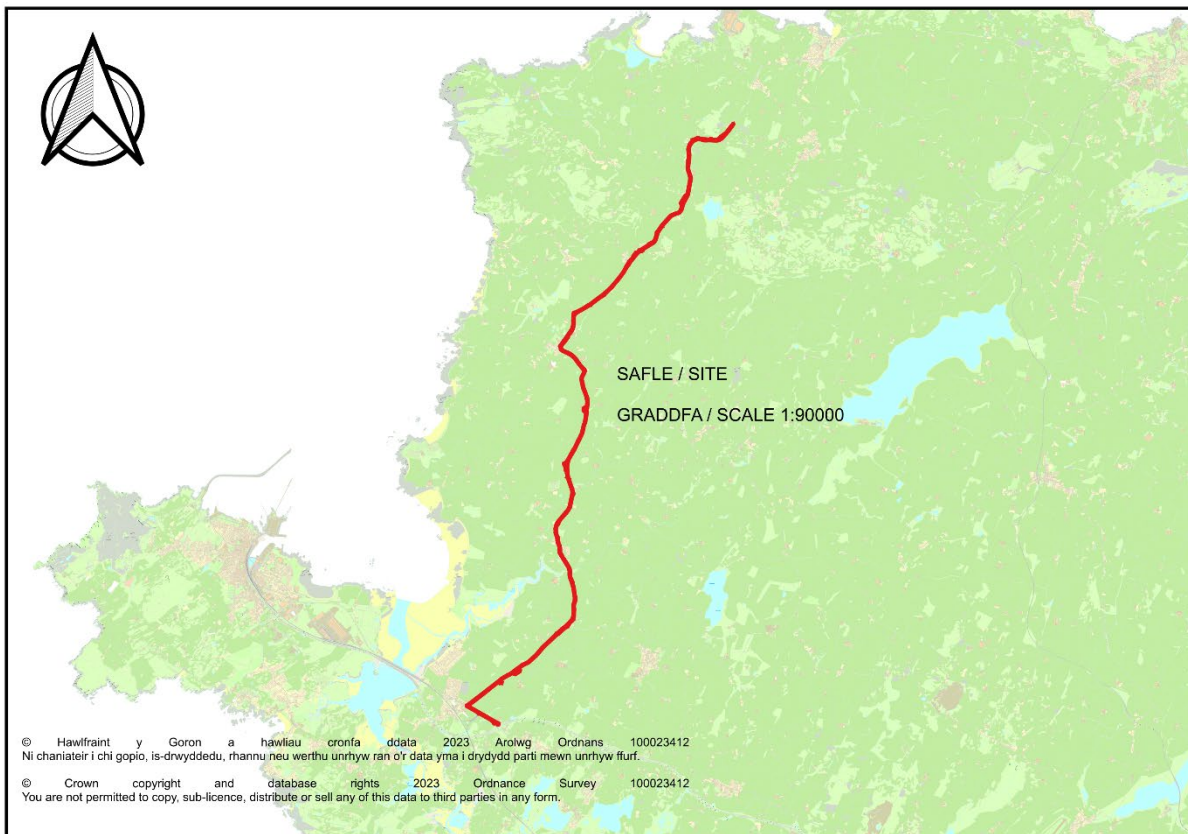 SAFLE / SITE
GRADDFA / SCALE 1:90000
© Hawlfraint y Goron a hawliau cronfa ddata 2023 Arolwg Ordnans 100023412
Ni chaniateir i chi gopio, is-drwyddedu, rhannu neu werthu unrhyw ran o'r data yma i drydydd parti mewn unrhyw ffurf.
© Crown copyright and database rights 2023 Ordnance Survey 100023412
You are not permitted to copy, sub-licence, distribute or sell any of this data to third parties in any form.